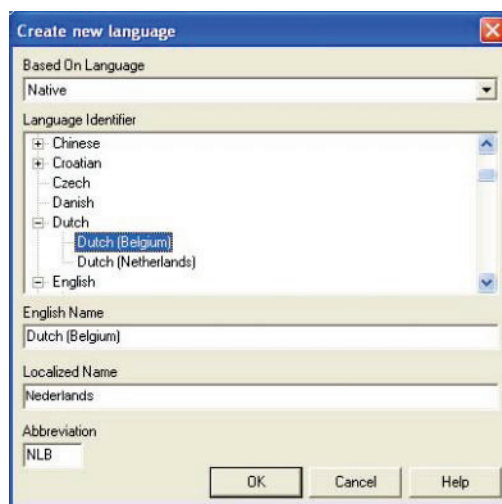 Create new language
Based On Language
Native
Language Identifier
Chinese
Croatian
Czech
Danish
Dutch
Dutch (Belgium)
Dutch (Netherlands)
English
English Name
Dutch (Belgium)
Localized Name
Nederlands
Abbreviation
NLB
OK Cancel Help